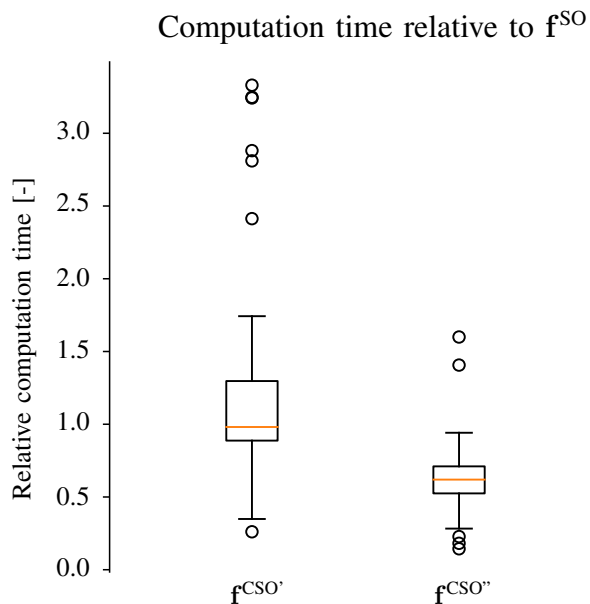 Computation time relative to f^SO
Relative computation time [-]
3.0
2.5
2.0
1.5
1.0
0.5
0.0
f^CSO’
f^CSO”